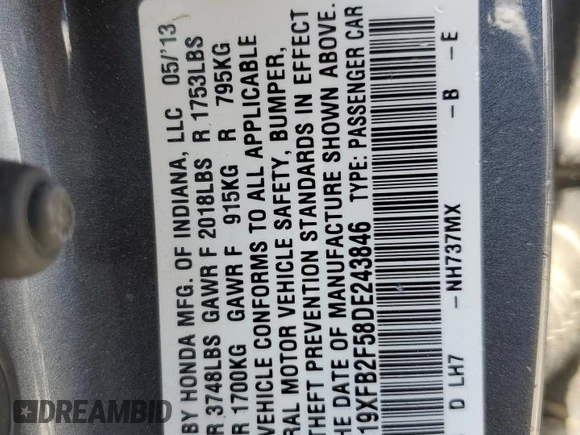 BY HONDA MFG. OF INDIANA, LLC 05/'13
R 3748LBS GAWR F 2018LBS R 1753LBS
R 1700KG GAWR F 915KG R 795KG
VEHICLE CONFORMS TO ALL APPLICABLE
RAL MOTOR VEHICLE SAFETY, BUMPER,
THEFT PREVENTION STANDARDS IN EFFECT
HE DATE OF MANUFACTURE SHOWN ABOVE.
19XFB2F58DE243846 TYPE: PASSENGER CAR
D LH7 -NH737MX -B -E
DREAMBID